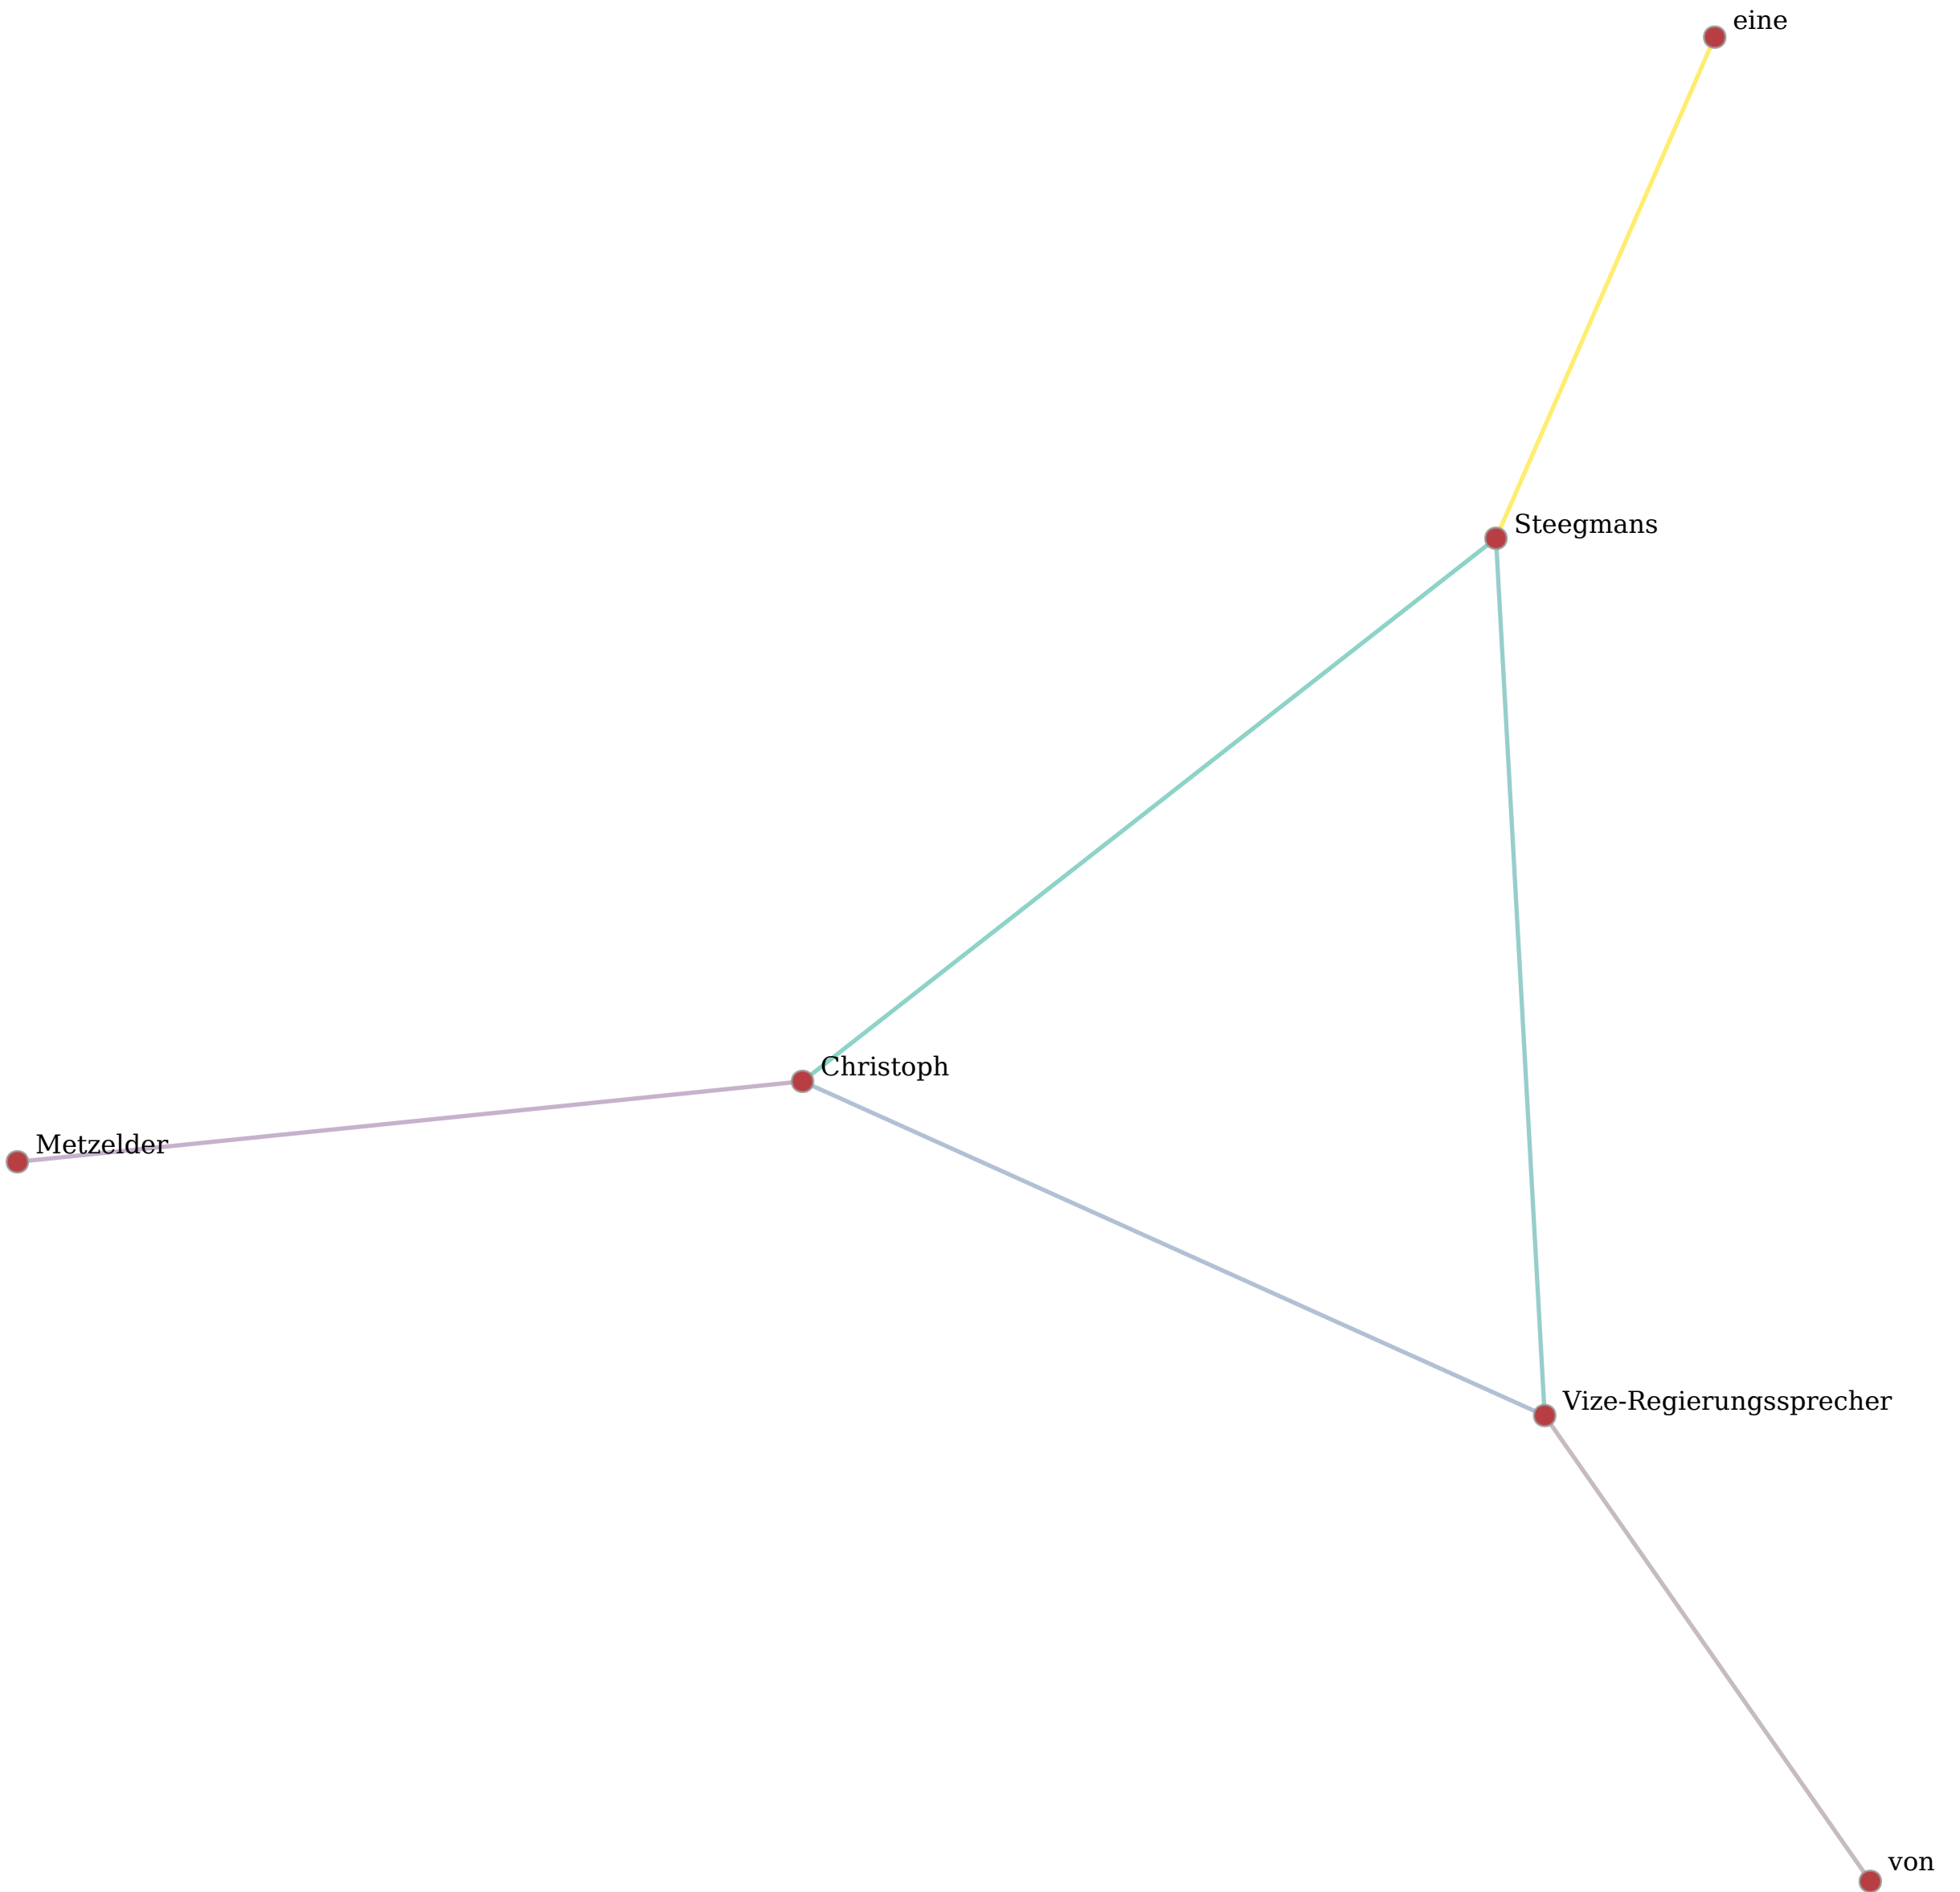 eine
Steegmans
Christoph
Metzelder
Vize-Regierungssprecher
von